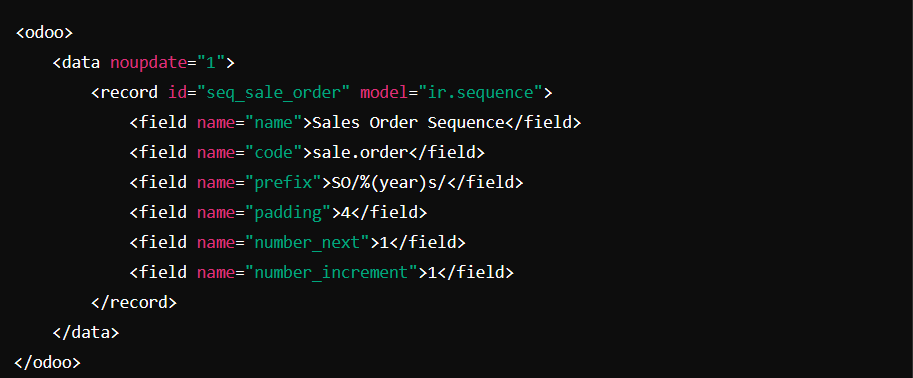 <odoo>
    <data noupdate="1">
        <record id="seq_sale_order" model="ir.sequence">
            <field name="name">Sales Order Sequence</field>
            <field name="code">sale.order</field>
            <field name="prefix">SO/%(year)s/</field>
            <field name="padding">4</field>
            <field name="number_next">1</field>
            <field name="number_increment">1</field>
        </record>
    </data>
</odoo>